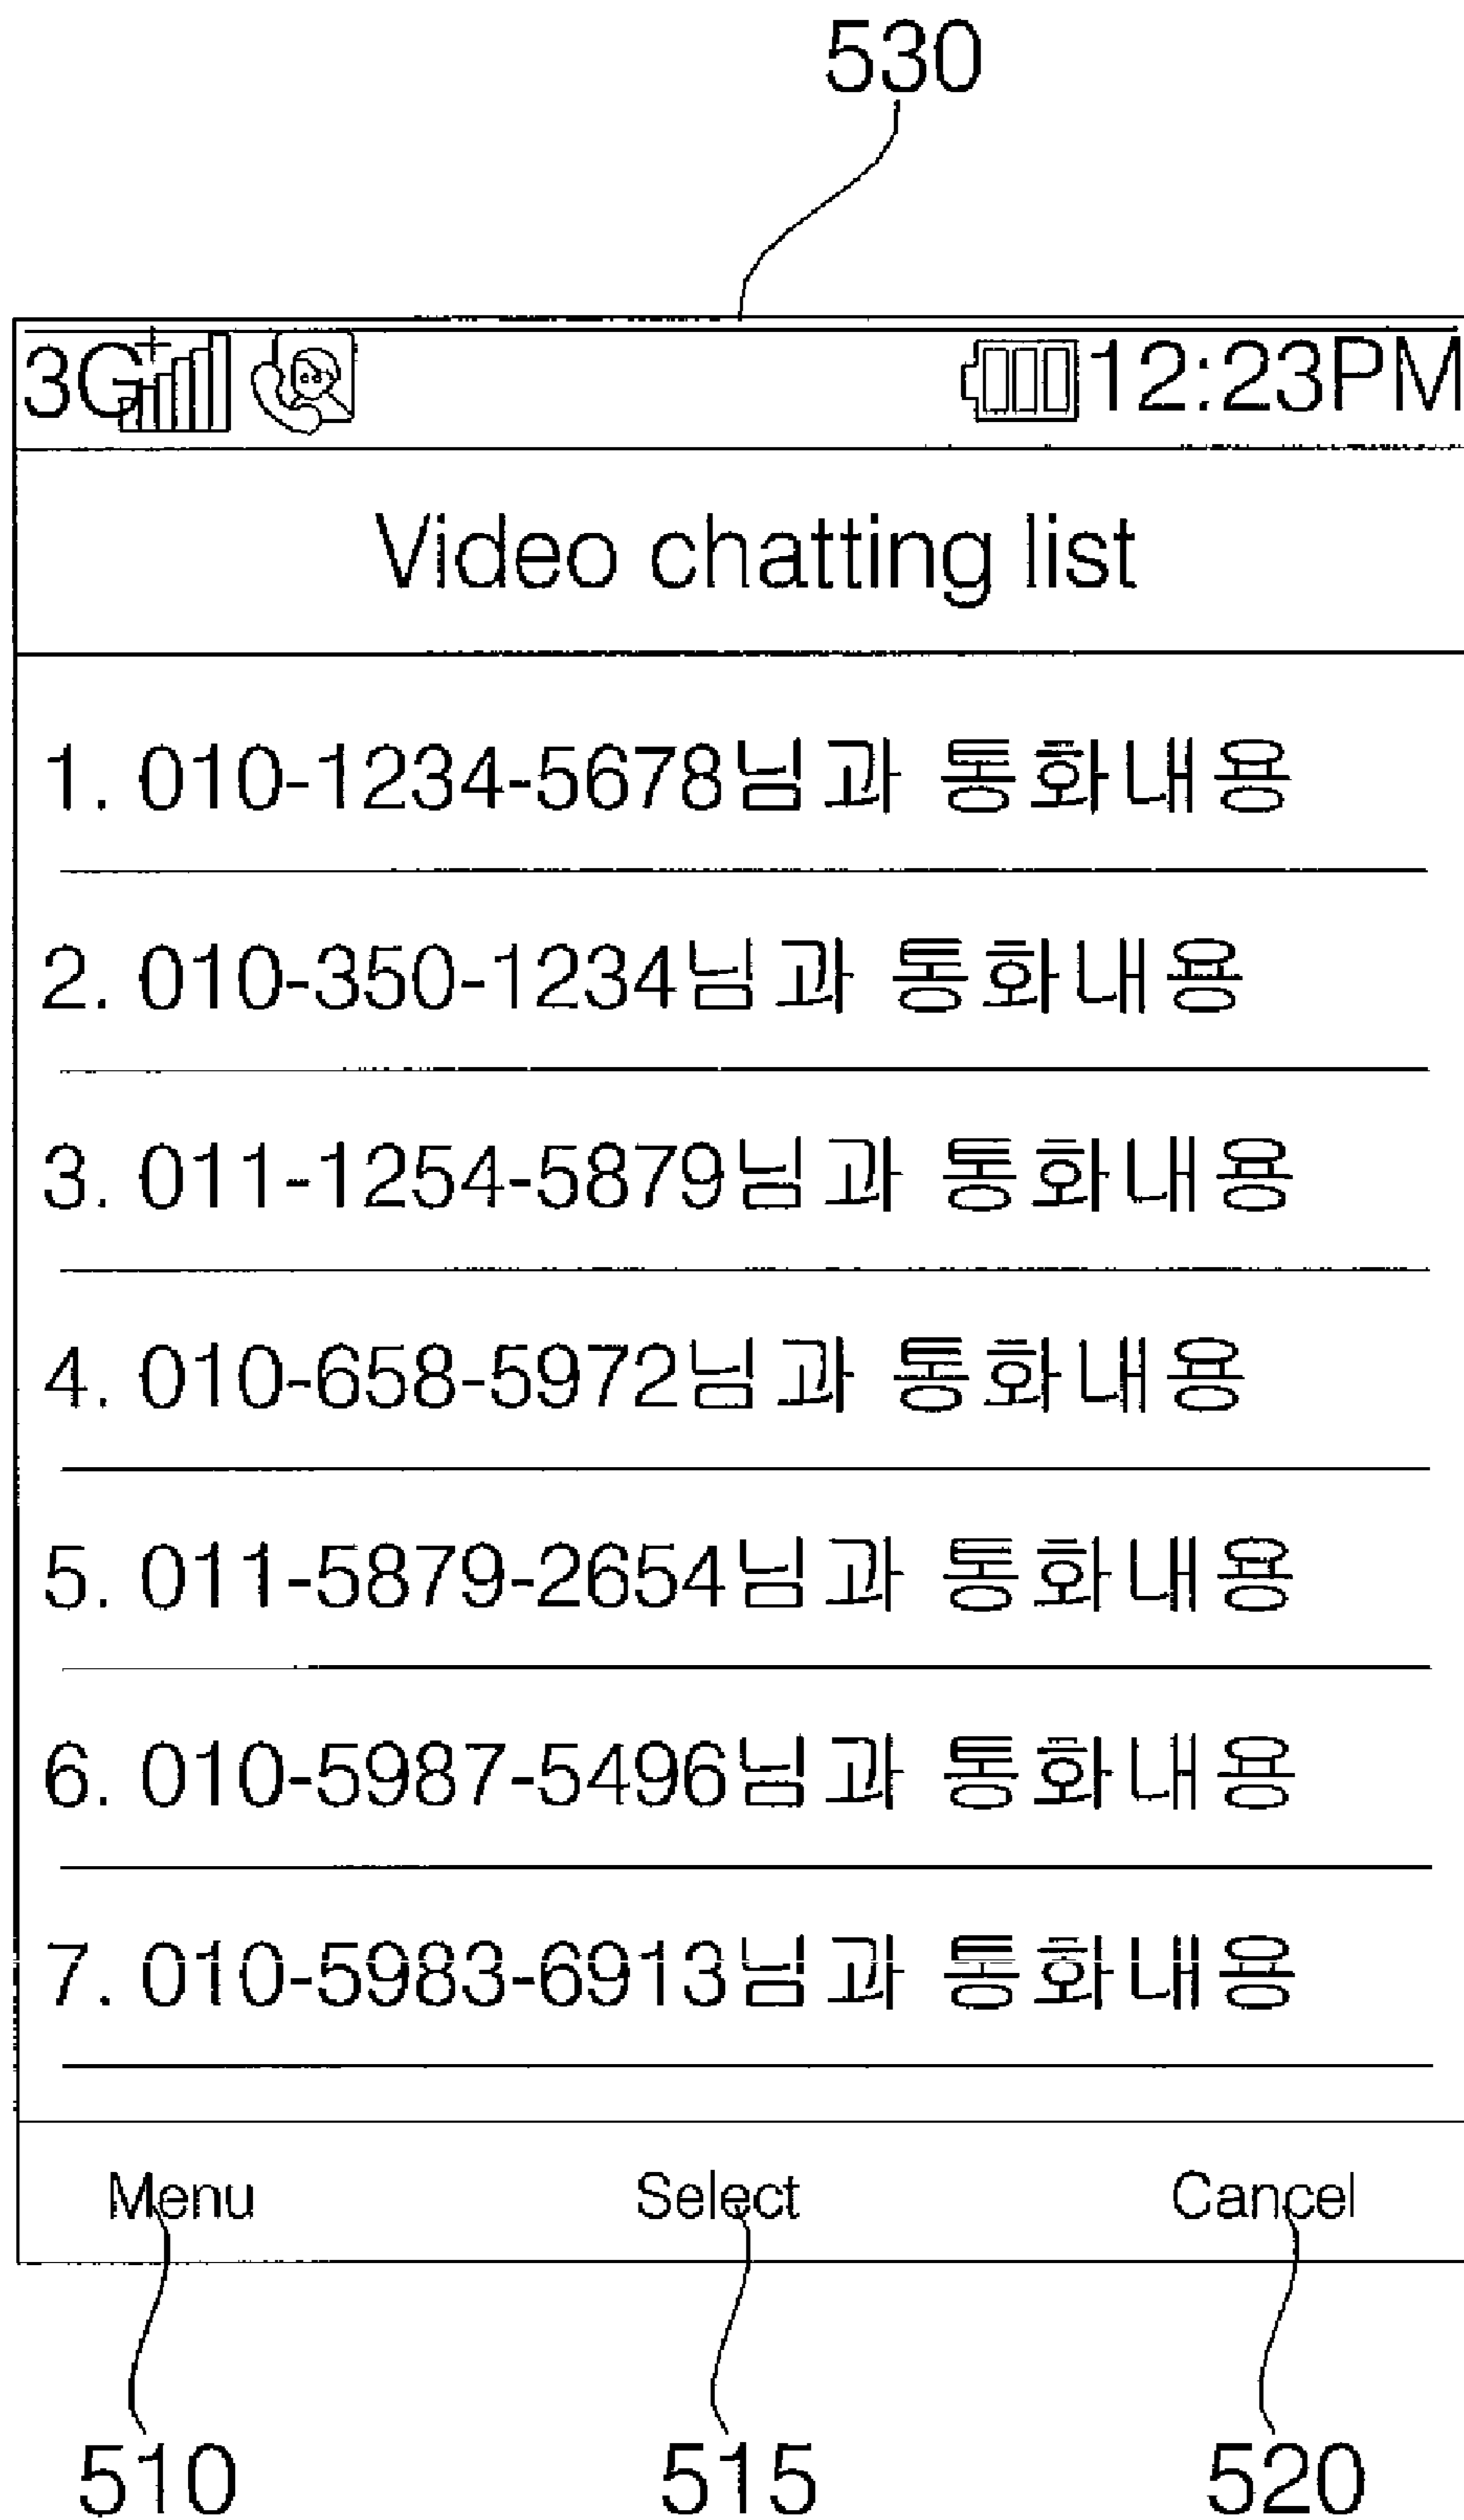 530
3G 12:23PM
Video chatting list
1. 010-1234-5678님과 통화내용
2. 010-350-1234님과 통화내용
3. 011-1254-5879님과 통화내용
4. 010-658-5972님과 통화내용
5. 011-5879-2654님과 통화내용
6. 010-5987-5496님과 통화내용
7. 010-5983-6913님과 통화내용
Menu Select Cancel
510 515 520